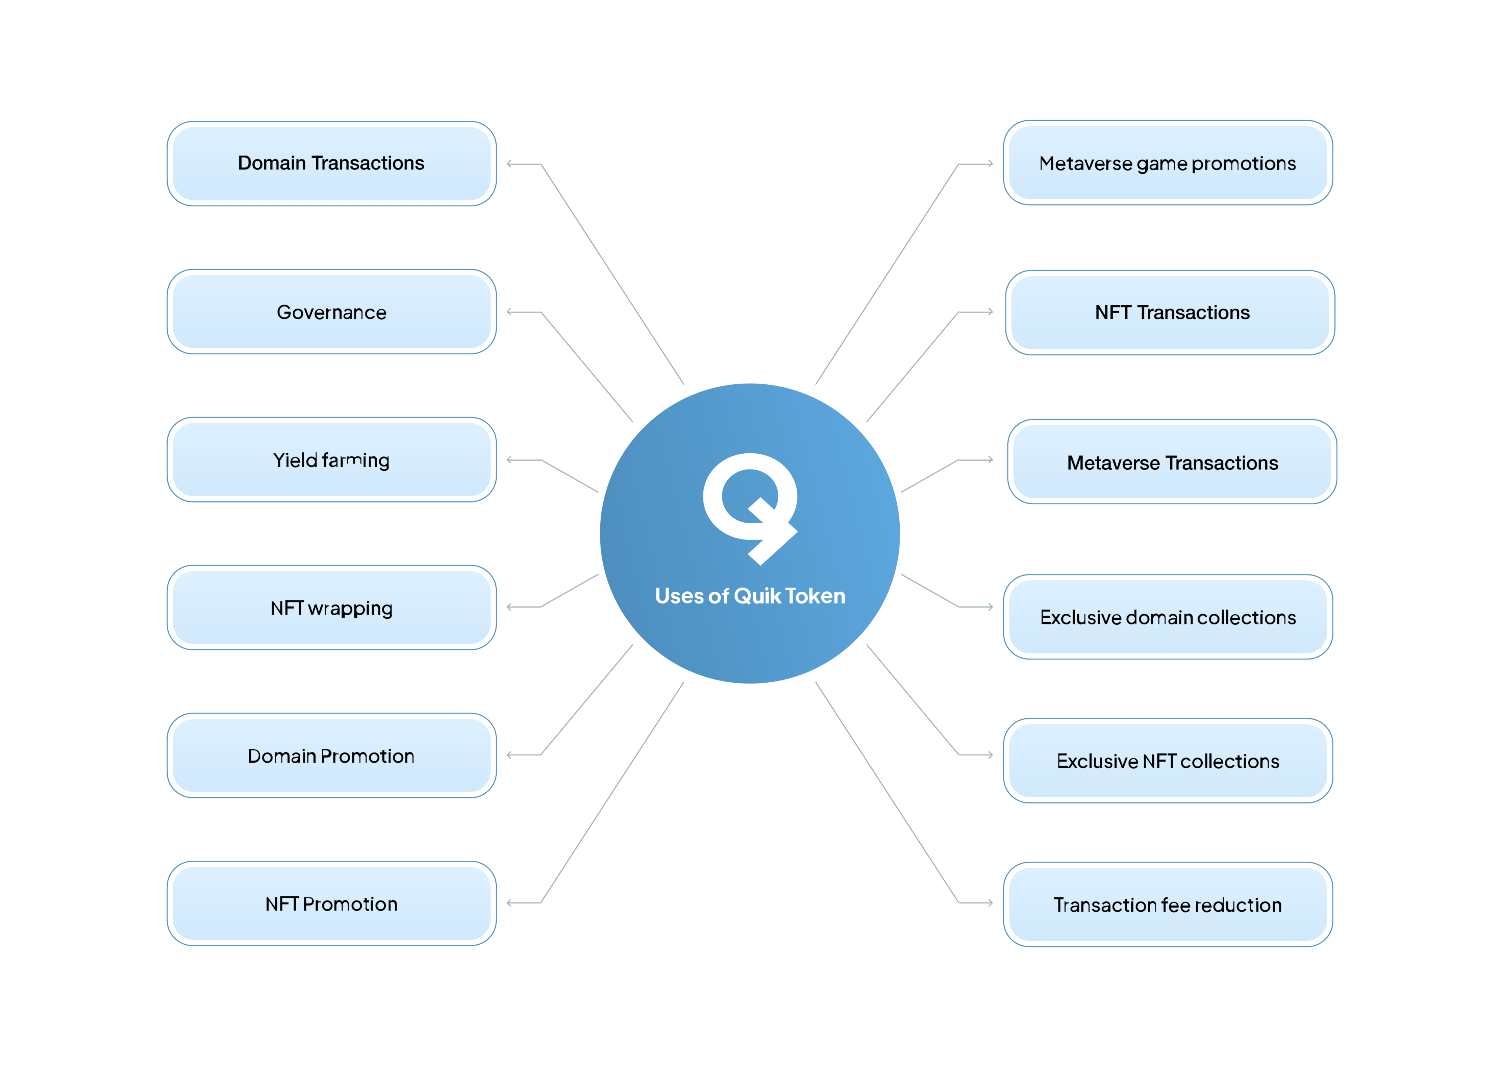 Domain Transactions
Governance
Yield farming
NFT wrapping
Domain Promotion
NFT Promotion
Uses of Quik Token
Metaverse game promotions
NFT Transactions
Metaverse Transactions
Exclusive domain collections
Exclusive NFT collections
Transaction fee reduction